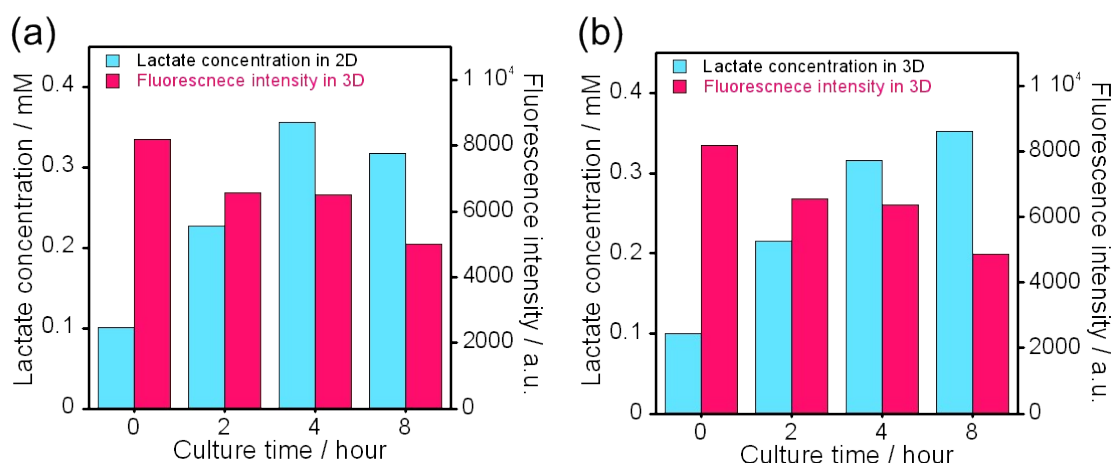 (a)
Lactate concentration in 2D
Fluorescnece intensity in 3D
Lactate concentration / mM
0.4
0.3
0.2
0.1
0
Fluorescence intensity / a.u.
1 10⁴
8000
6000
4000
2000
0
0 2 4 8
Culture time / hour
(b)
Lactate concentration in 3D
Fluorescnece intensity in 3D
Lactate concentration / mM
0.4
0.3
0.2
0.1
0
Fluorescence intensity / a.u.
1 10⁴
8000
6000
4000
2000
0
0 2 4 8
Culture time / hour